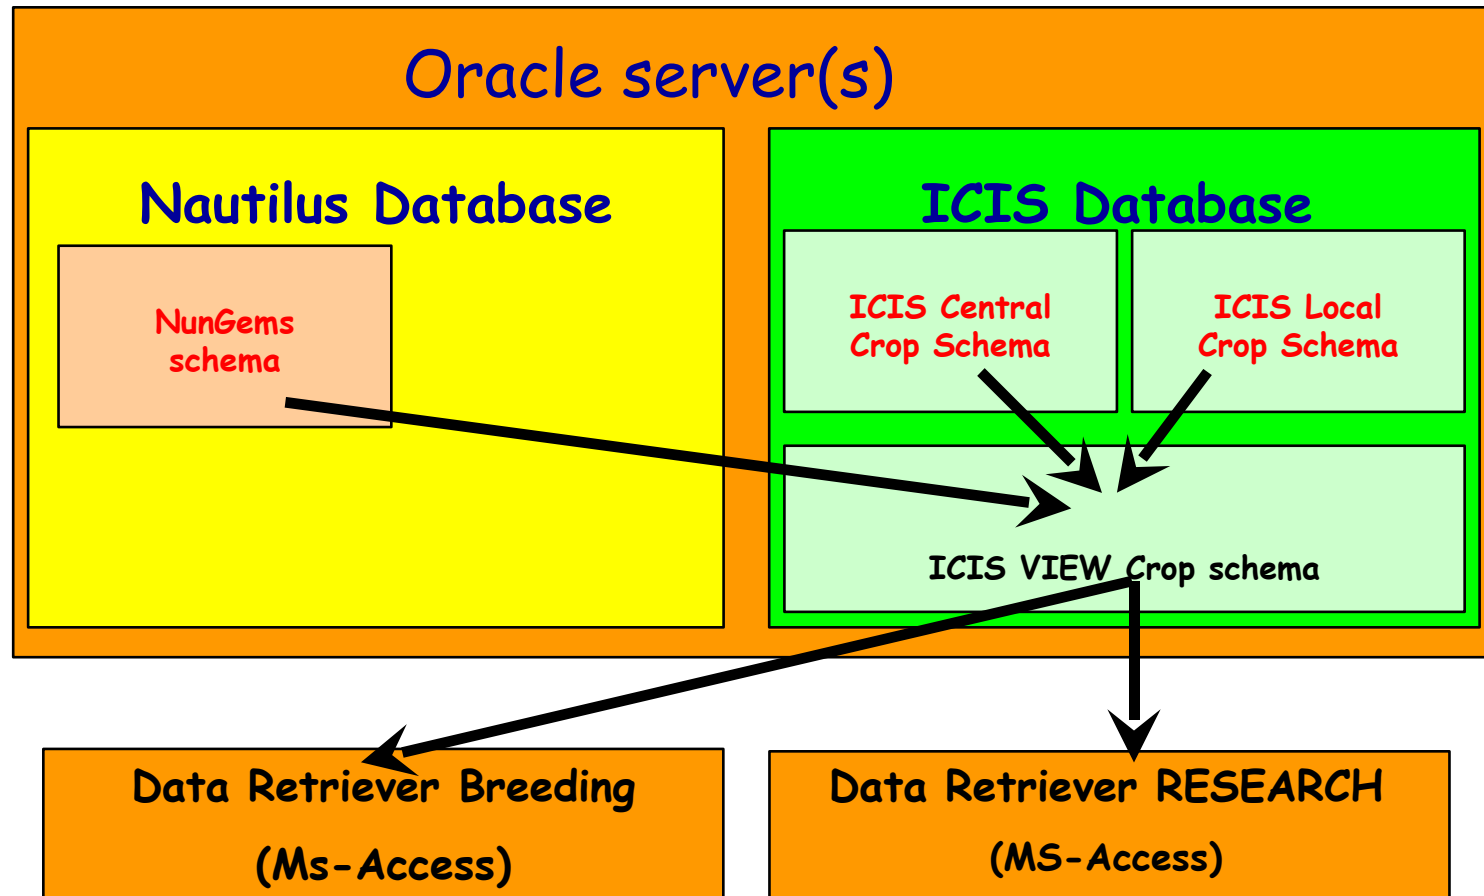 Oracle server(s)
Nautilus Database
ICIS Database
NunGems
schema
ICIS Central
Crop Schema
ICIS Local
Crop Schema
ICIS VIEW Crop schema
Data Retriever Breeding
(Ms-Access)
Data Retriever RESEARCH
(MS-Access)